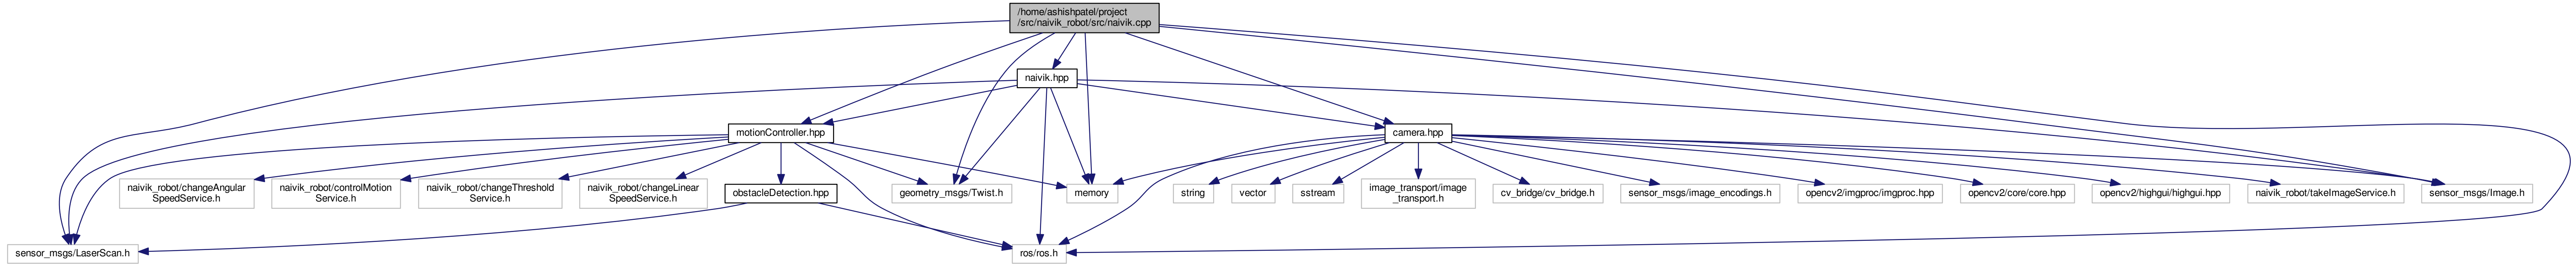 /home/ashishpatel/project
/src/naivik_robot/src/naivik.cpp
naivik.hpp
motionController.hpp
camera.hpp
naivik_robot/changeAngular
SpeedService.h
naivik_robot/controlMotion
Service.h
naivik_robot/changeThreshold
Service.h
naivik_robot/changeLinear
SpeedService.h
obstacleDetection.hpp
geometry_msgs/Twist.h
memory
string
vector
sstream
image_transport/image
_transport.h
cv_bridge/cv_bridge.h
sensor_msgs/image_encodings.h
opencv2/imgproc/imgproc.hpp
opencv2/core/core.hpp
opencv2/highgui/highgui.hpp
naivik_robot/takeImageService.h
sensor_msgs/Image.h
sensor_msgs/LaserScan.h
ros/ros.h